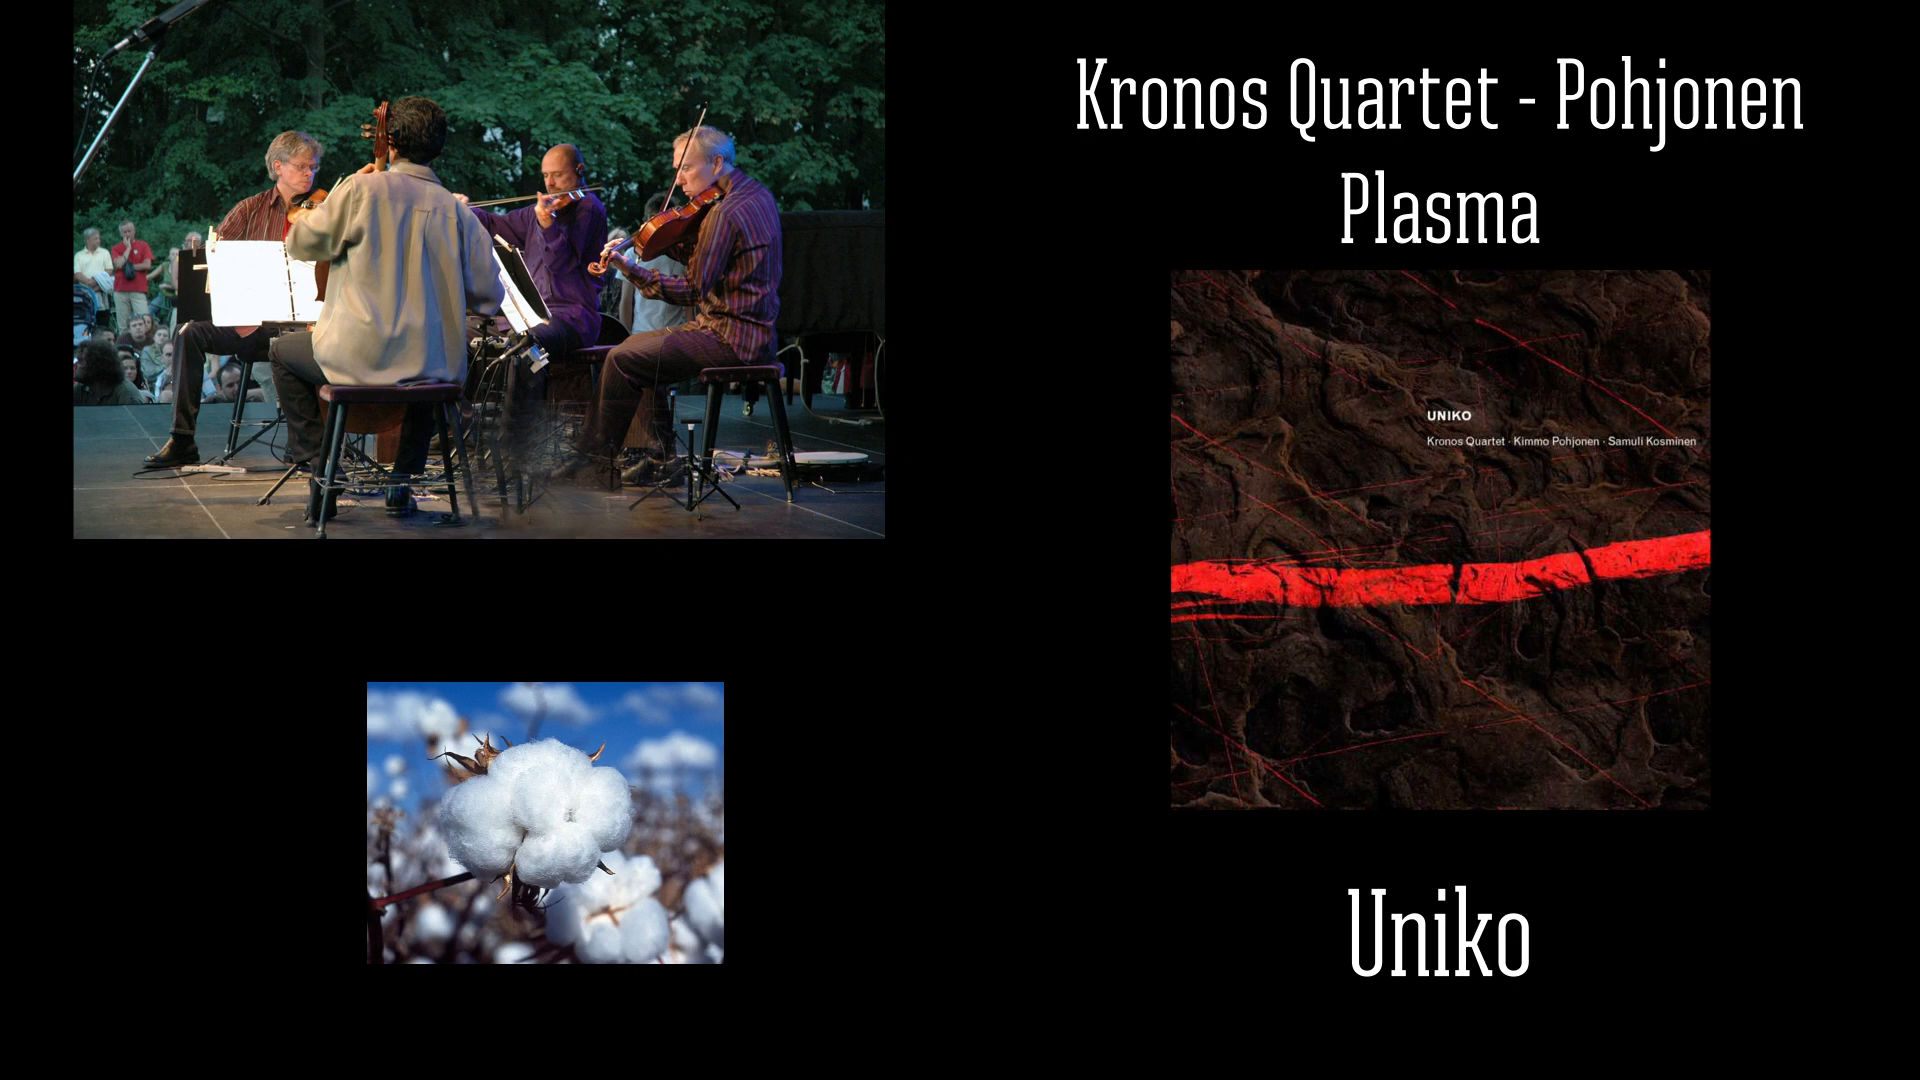 Kronos Quartet - Pohjonen
Plasma
UNIKO
Kronos Quartet · Kimmo Pohjonen · Samuli Kosminen
Uniko